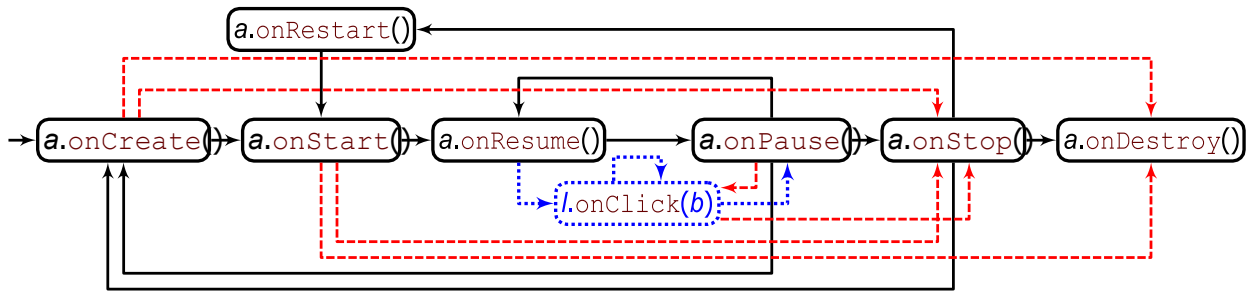 a.onRestart()
a.onCreate()
a.onStart()
a.onResume()
a.onPause()
a.onStop()
a.onDestroy()
l.onClick(b)